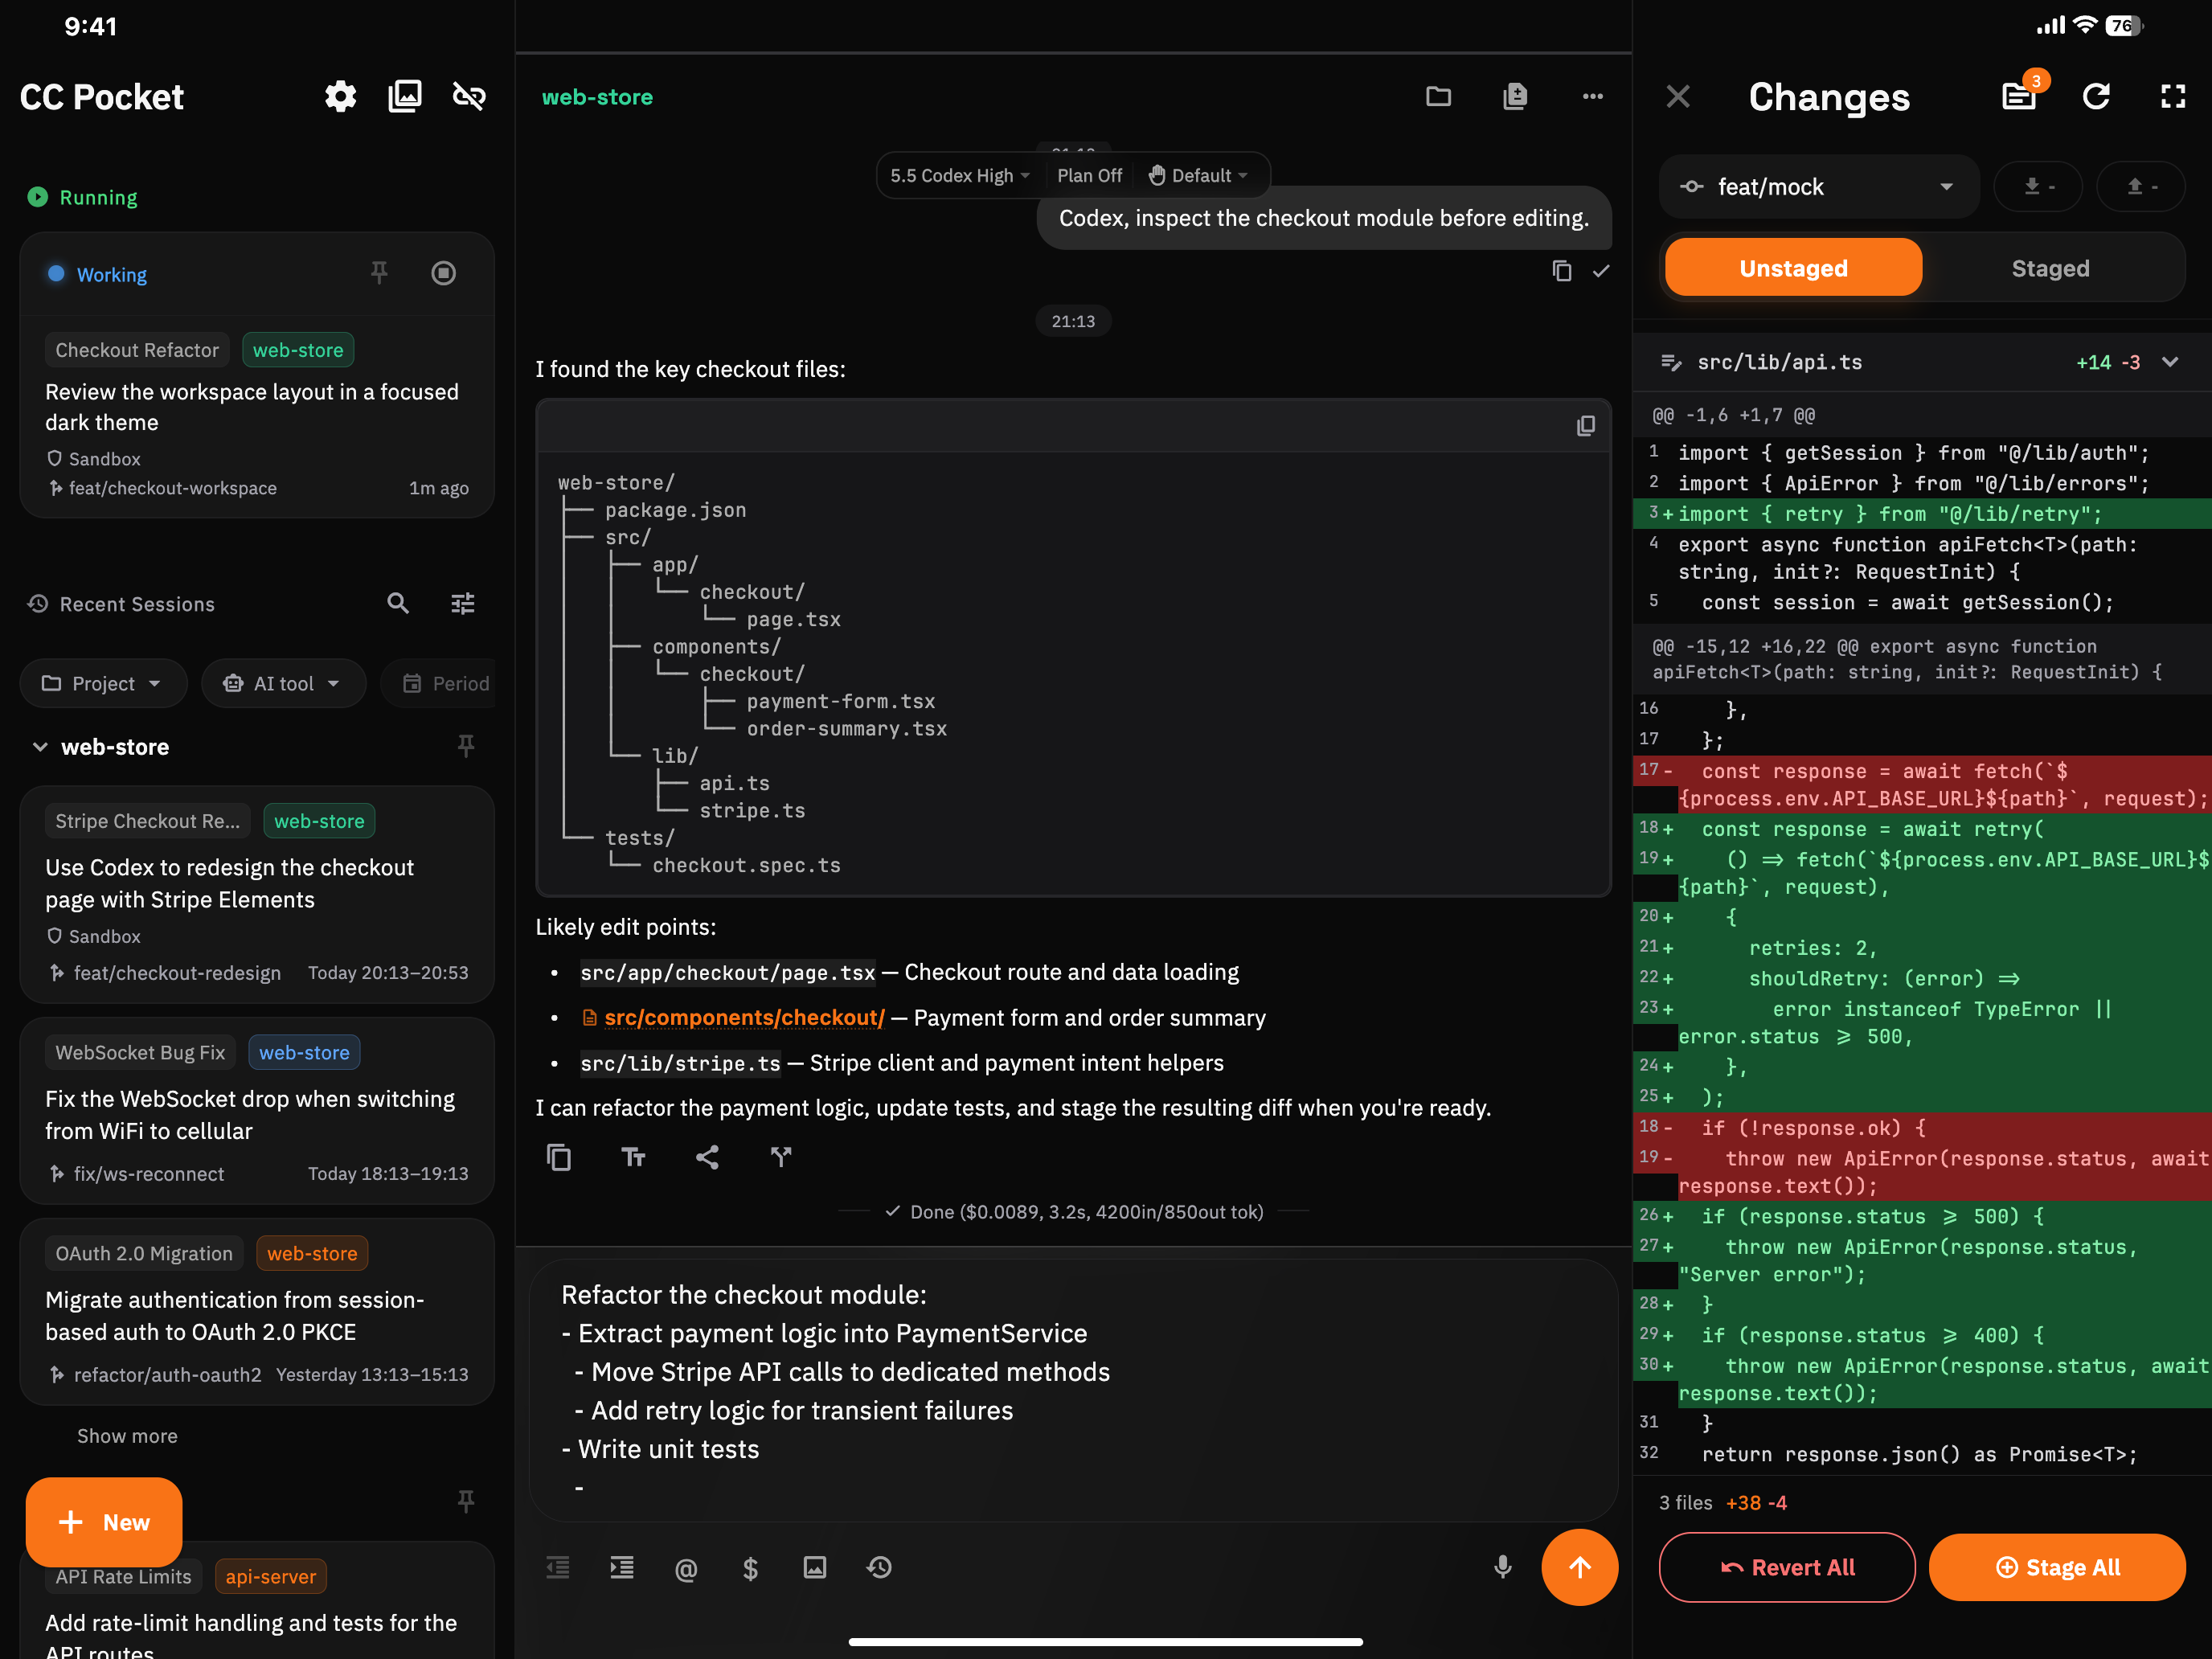 9:41
CC Pocket
Running
Working
Checkout Refactor web-store
Review the workspace layout in a focused
dark theme
Sandbox
feat/checkout-workspace 1m ago
Recent Sessions
Project AI tool Period
web-store
Stripe Checkout Re... web-store
Use Codex to redesign the checkout
page with Stripe Elements
Sandbox
feat/checkout-redesign Today 20:13–20:53
WebSocket Bug Fix web-store
Fix the WebSocket drop when switching
from WiFi to cellular
fix/ws-reconnect Today 18:13–19:13
OAuth 2.0 Migration web-store
Migrate authentication from session-
based auth to OAuth 2.0 PKCE
refactor/auth-oauth2 Yesterday 13:13–15:13
Show more
+ New
API Rate Limits api-server
Add rate-limit handling and tests for the
API routes
web-store
5.5 Codex High Plan Off Default
Codex, inspect the checkout module before editing.
21:13
I found the key checkout files:
web-store/
├── package.json
├── src/
│   ├── app/
│   │   └── checkout/
│   │       └── page.tsx
│   ├── components/
│   │   └── checkout/
│   │       ├── payment-form.tsx
│   │       └── order-summary.tsx
│   └── lib/
│       ├── api.ts
│       └── stripe.ts
└── tests/
    └── checkout.spec.ts
Likely edit points:
• src/app/checkout/page.tsx — Checkout route and data loading
• src/components/checkout/ — Payment form and order summary
• src/lib/stripe.ts — Stripe client and payment intent helpers
I can refactor the payment logic, update tests, and stage the resulting diff when you're ready.
Done ($0.0089, 3.2s, 4200in/850out tok)
Refactor the checkout module:
- Extract payment logic into PaymentService
  - Move Stripe API calls to dedicated methods
  - Add retry logic for transient failures
- Write unit tests
  -
@ $
76
Changes 3
feat/mock - -
Unstaged Staged
src/lib/api.ts +14 -3
@@ -1,6 +1,7 @@
1 import { getSession } from "@/lib/auth";
2 import { ApiError } from "@/lib/errors";
3 + import { retry } from "@/lib/retry";
4 export async function apiFetch<T>(path:
string, init?: RequestInit) {
5 const session = await getSession();
@@ -15,12 +16,22 @@ export async function
apiFetch<T>(path: string, init?: RequestInit) {
16 },
17 };
17 - const response = await fetch(`$
{process.env.API_BASE_URL}${path}`, request);
18 + const response = await retry(
19 + () => fetch(`${process.env.API_BASE_URL}$
{path}`, request),
20 + {
21 + retries: 2,
22 + shouldRetry: (error) =>
23 + error instanceof TypeError ||
error.status >= 500,
24 + },
25 + );
18 - if (!response.ok) {
19 - throw new ApiError(response.status, await
response.text());
26 + if (response.status >= 500) {
27 + throw new ApiError(response.status,
"Server error");
28 + }
29 + if (response.status >= 400) {
30 + throw new ApiError(response.status, await
response.text());
31 }
32 return response.json() as Promise<T>;
3 files +38 -4
Revert All Stage All